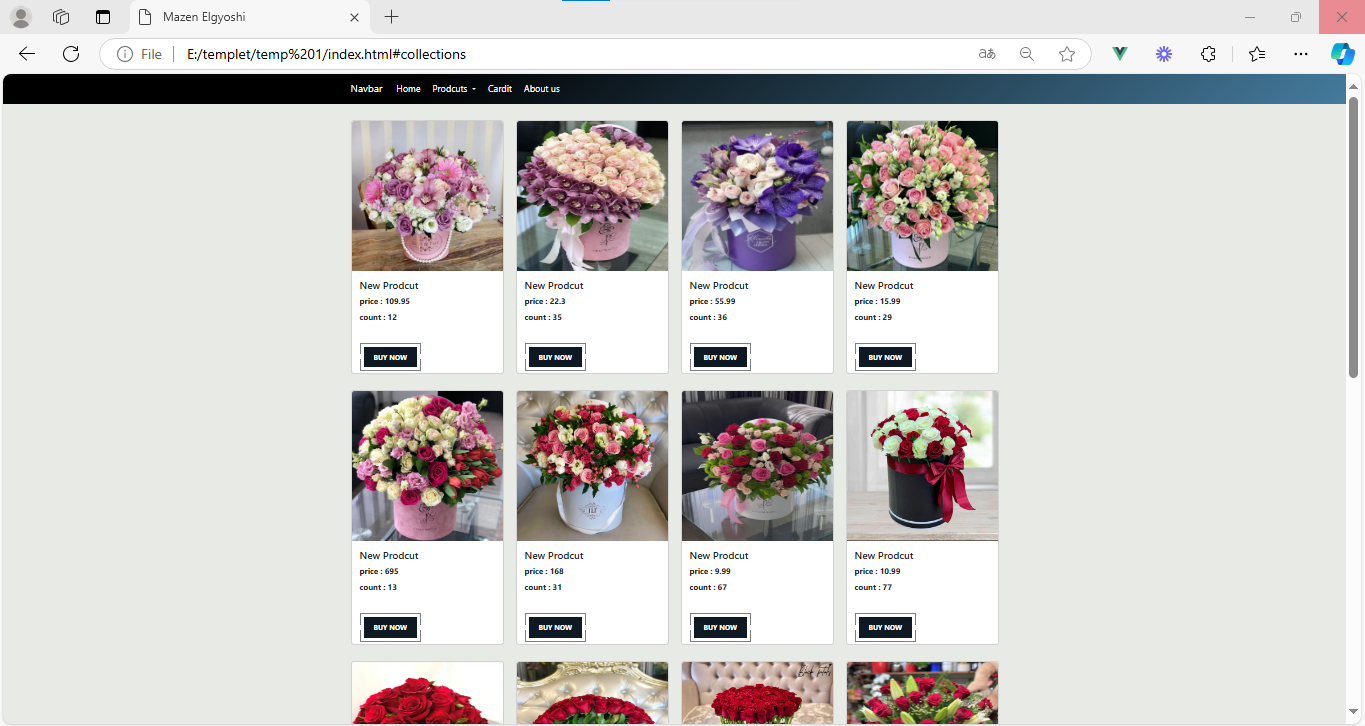 Mazen Elgyoshi
File
E:/templet/temp%201/index.html#collections
aあ
Navbar Home Prodcuts Cardit About us
New Prodcut New Prodcut New Prodcut New Prodcut
price : 109.95 price : 22.3 price : 55.99 price : 15.99
count : 12 count : 35 count : 36 count : 29
BUY NOW BUY NOW BUY NOW BUY NOW
New Prodcut New Prodcut New Prodcut New Prodcut
price : 695 price : 168 price : 9.99 price : 10.99
count : 13 count : 31 count : 67 count : 77
BUY NOW BUY NOW BUY NOW BUY NOW